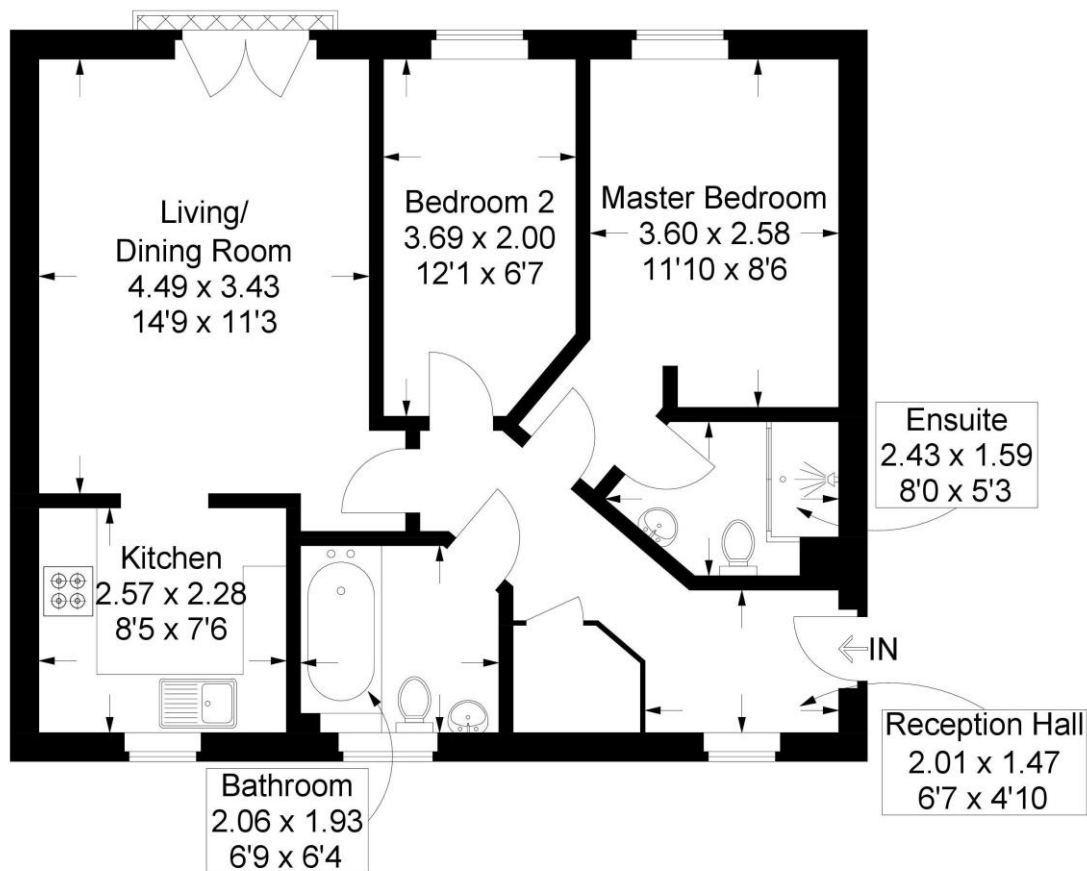 Living/
Dining Room
4.49 x 3.43
14'9 x 11'3
Bedroom 2
3.69 x 2.00
12'1 x 6'7
Master Bedroom
3.60 x 2.58
11'10 x 8'6
Ensuite
2.43 x 1.59
8'0 x 5'3
Kitchen
2.57 x 2.28
8'5 x 7'6
IN
Reception Hall
2.01 x 1.47
6'7 x 4'10
Bathroom
2.06 x 1.93
6'9 x 6'4